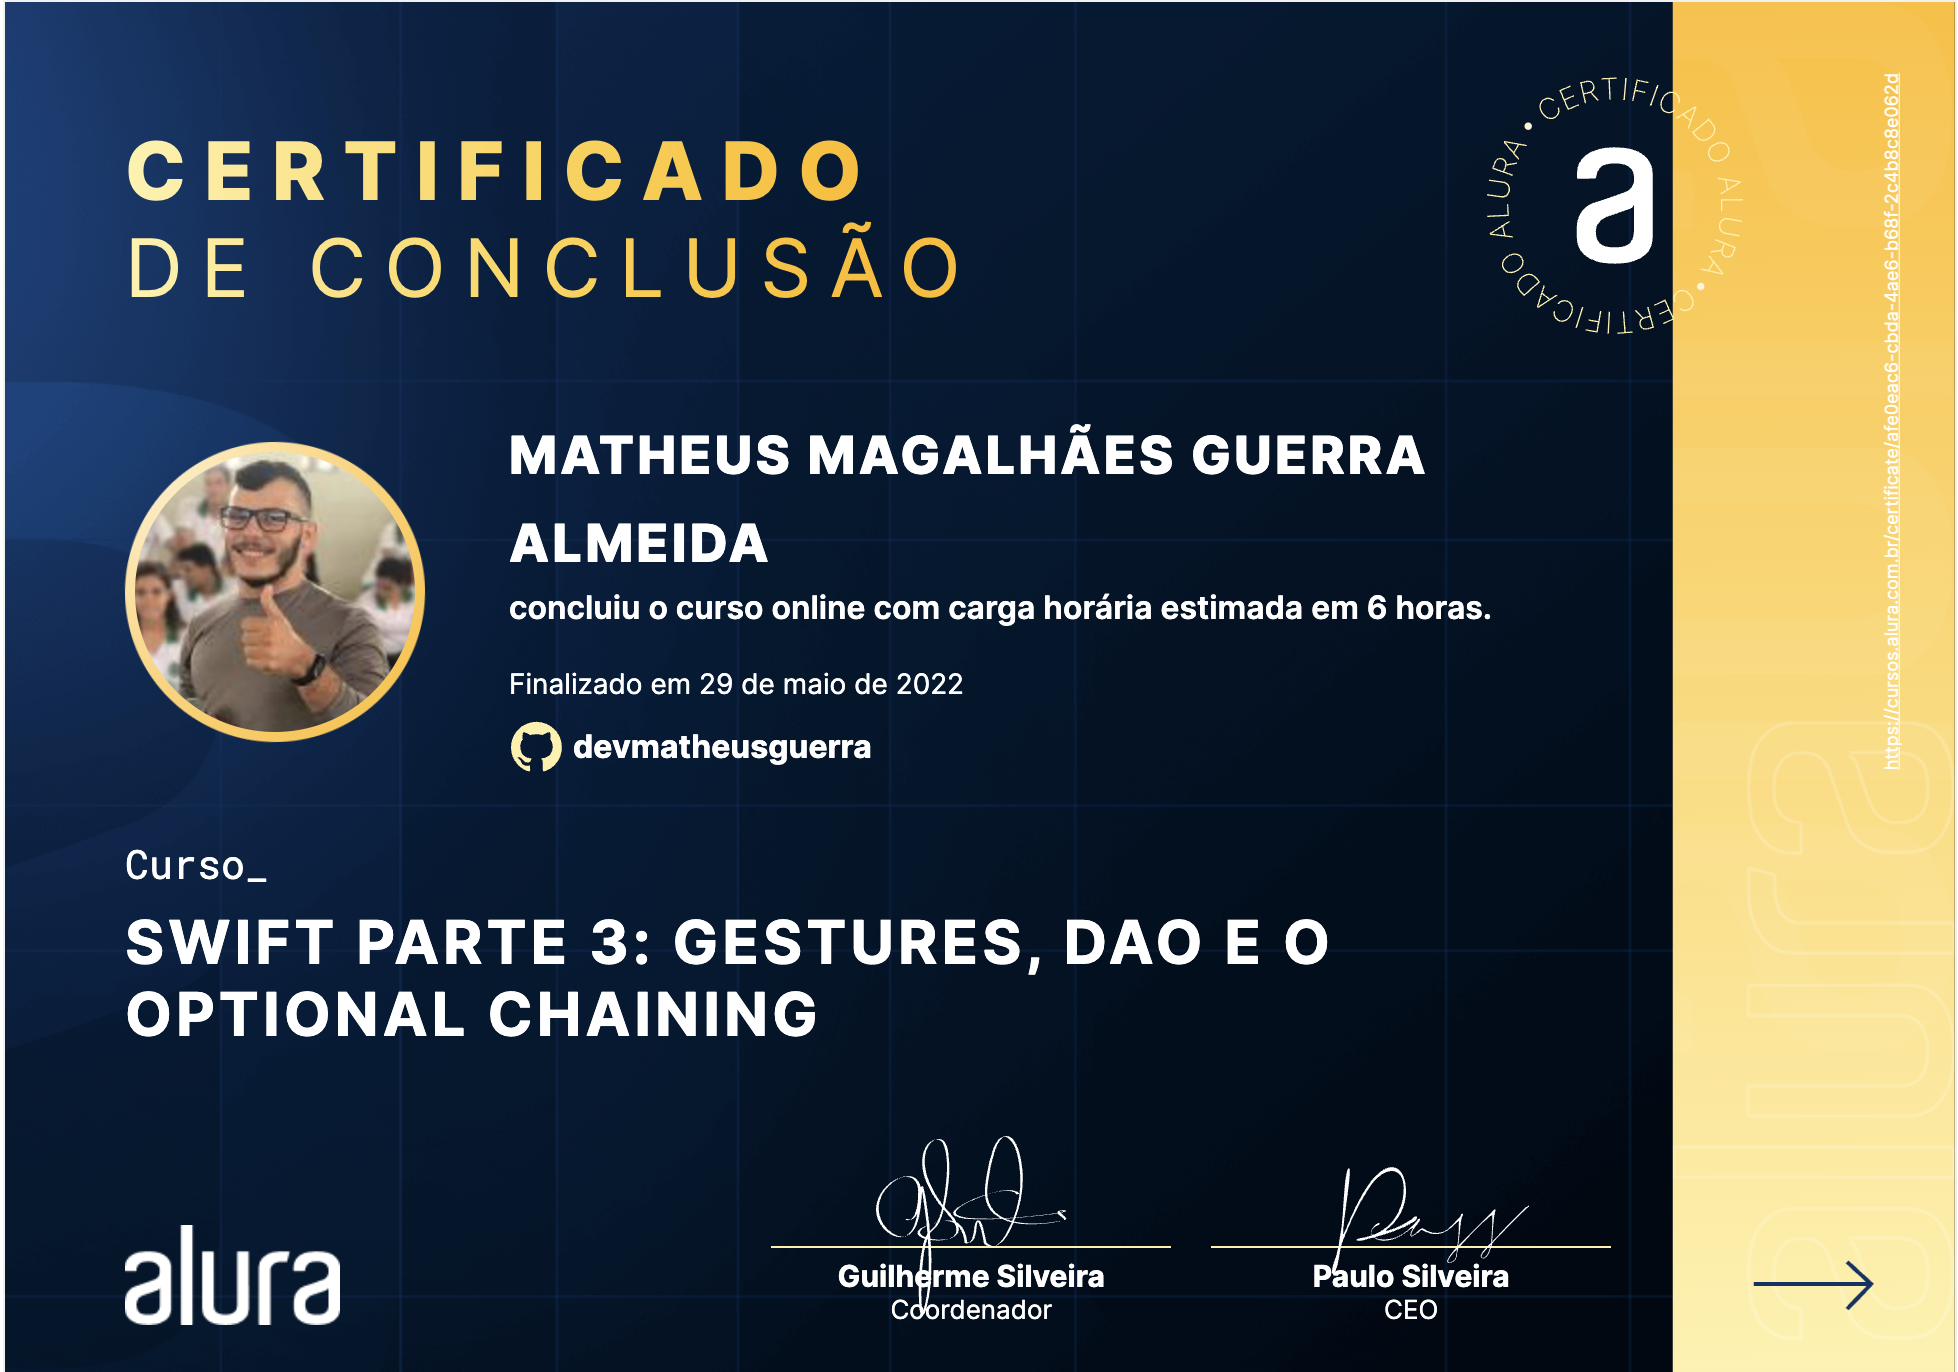 CERTIFICADO
DE CONCLUSÃO
CERTIFICADO ALURA • CERTIFICADO ALURA •
a
MATHEUS MAGALHÃES GUERRA
ALMEIDA
concluiu o curso online com carga horária estimada em 6 horas.
Finalizado em 29 de maio de 2022
devmatheusguerra
Curso_
SWIFT PARTE 3: GESTURES, DAO E O
OPTIONAL CHAINING
alura
Guilherme Silveira
Coordenador
Paulo Silveira
CEO
https://cursos.alura.com.br/certificate/afe0eac6-cbda-4ae6-b68f-2c4b8c8e062d
alura